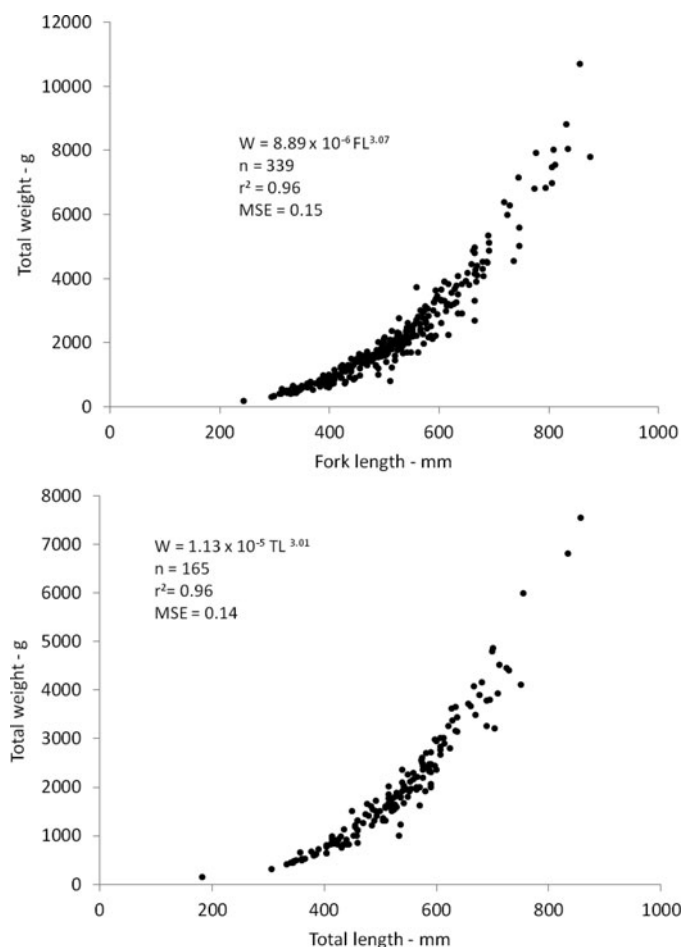 12000
10000
8000
6000
4000
2000
0
Total weight - g
W = 8.89 x 10⁻⁶ FL³·⁰⁷
n = 339
r² = 0.96
MSE = 0.15
0 200 400 600 800 1000
Fork length - mm
8000
7000
6000
5000
4000
3000
2000
1000
0
Total weight - g
W = 1.13 x 10⁻⁵ TL ³·⁰¹
n = 165
r²= 0.96
MSE = 0.14
0 200 400 600 800 1000
Total length - mm